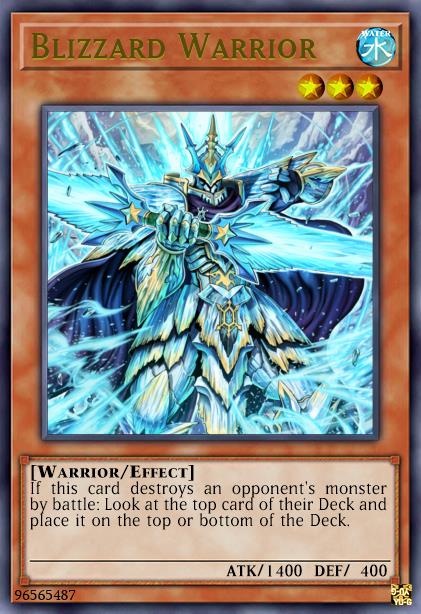 Blizzard Warrior
WATER
水
[Warrior/Effect]
If this card destroys an opponent's monster
by battle: Look at the top card of their Deck and
place it on the top or bottom of the Deck.
ATK/1400 DEF/ 400
96565487